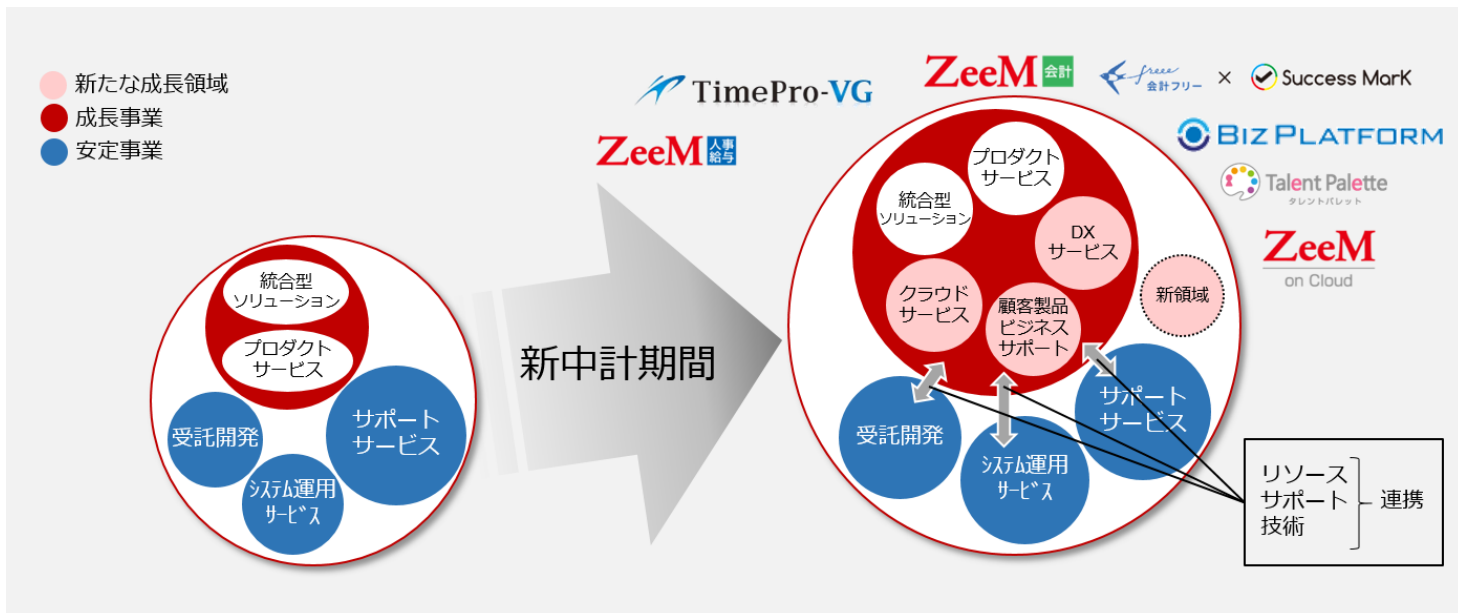 新たな成長領域
成長事業
安定事業
TimePro-VG
ZeeM 会計
freee
会計フリー
×
Success MarK
ZeeM 人事
給与
BIZ PLATFORM
Talent Palette
タレントパレット
ZeeM
on Cloud
統合型
ソリューション
プロダクト
サービス
受託開発
サポート
サービス
ｼｽﾃﾑ運用
ｻｰﾋﾞｽ
新中計期間
プロダクト
サービス
統合型
ソリューション
DX
サービス
クラウド
サービス
顧客製品
ビジネス
サポート
新領域
受託開発
ｼｽﾃﾑ運用
ｻｰﾋﾞｽ
サポート
サービス
リソース
サポート
技術
連携